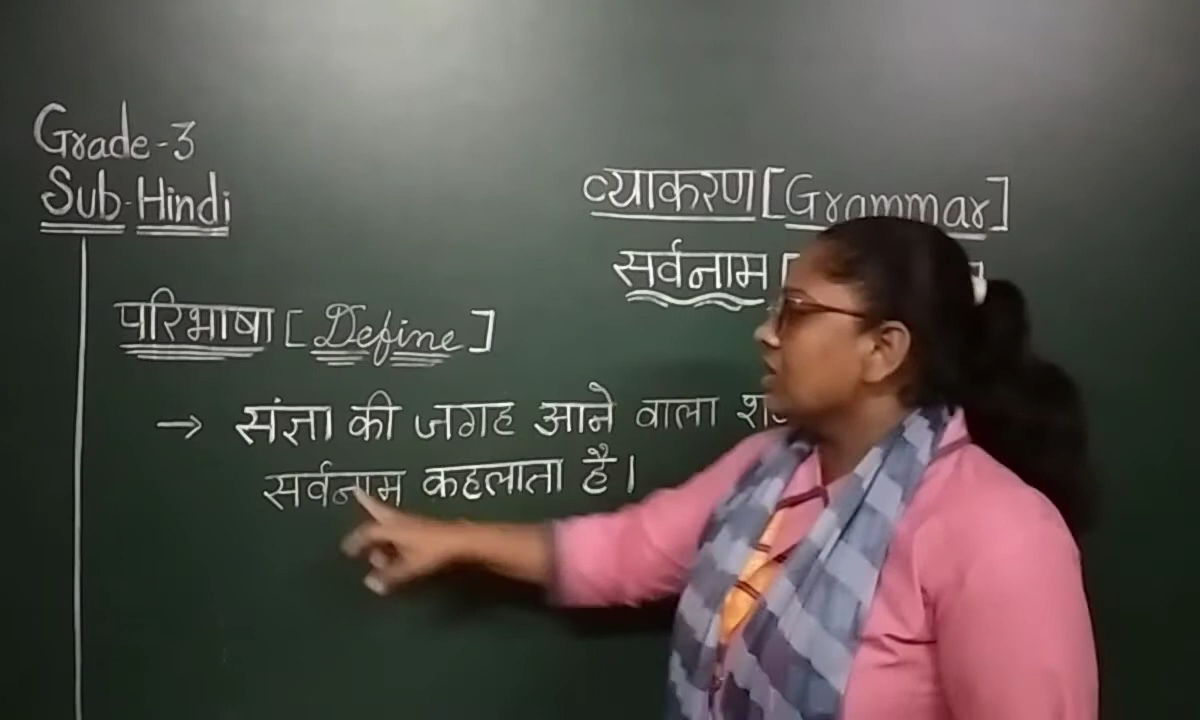 Grade-3
Sub-Hindi
व्याकरण [Grammar]
सर्वनाम [
परिभाषा [Define]
→ संज्ञा की जगह आने वाला
सर्वनाम कहलाता है।